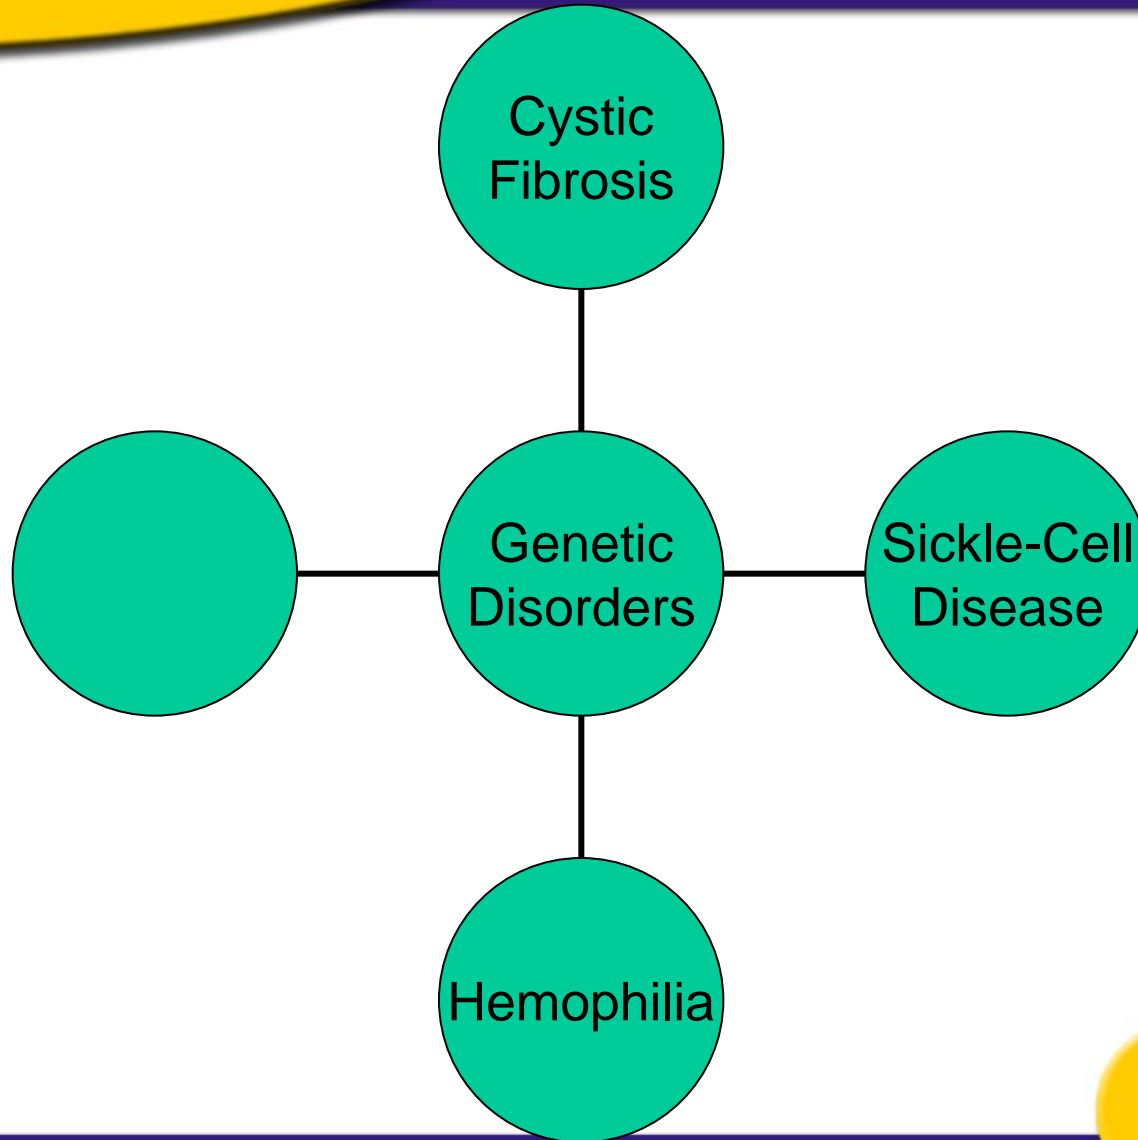 Cystic
Fibrosis
Genetic
Disorders
Sickle-Cell
Disease
Hemophilia